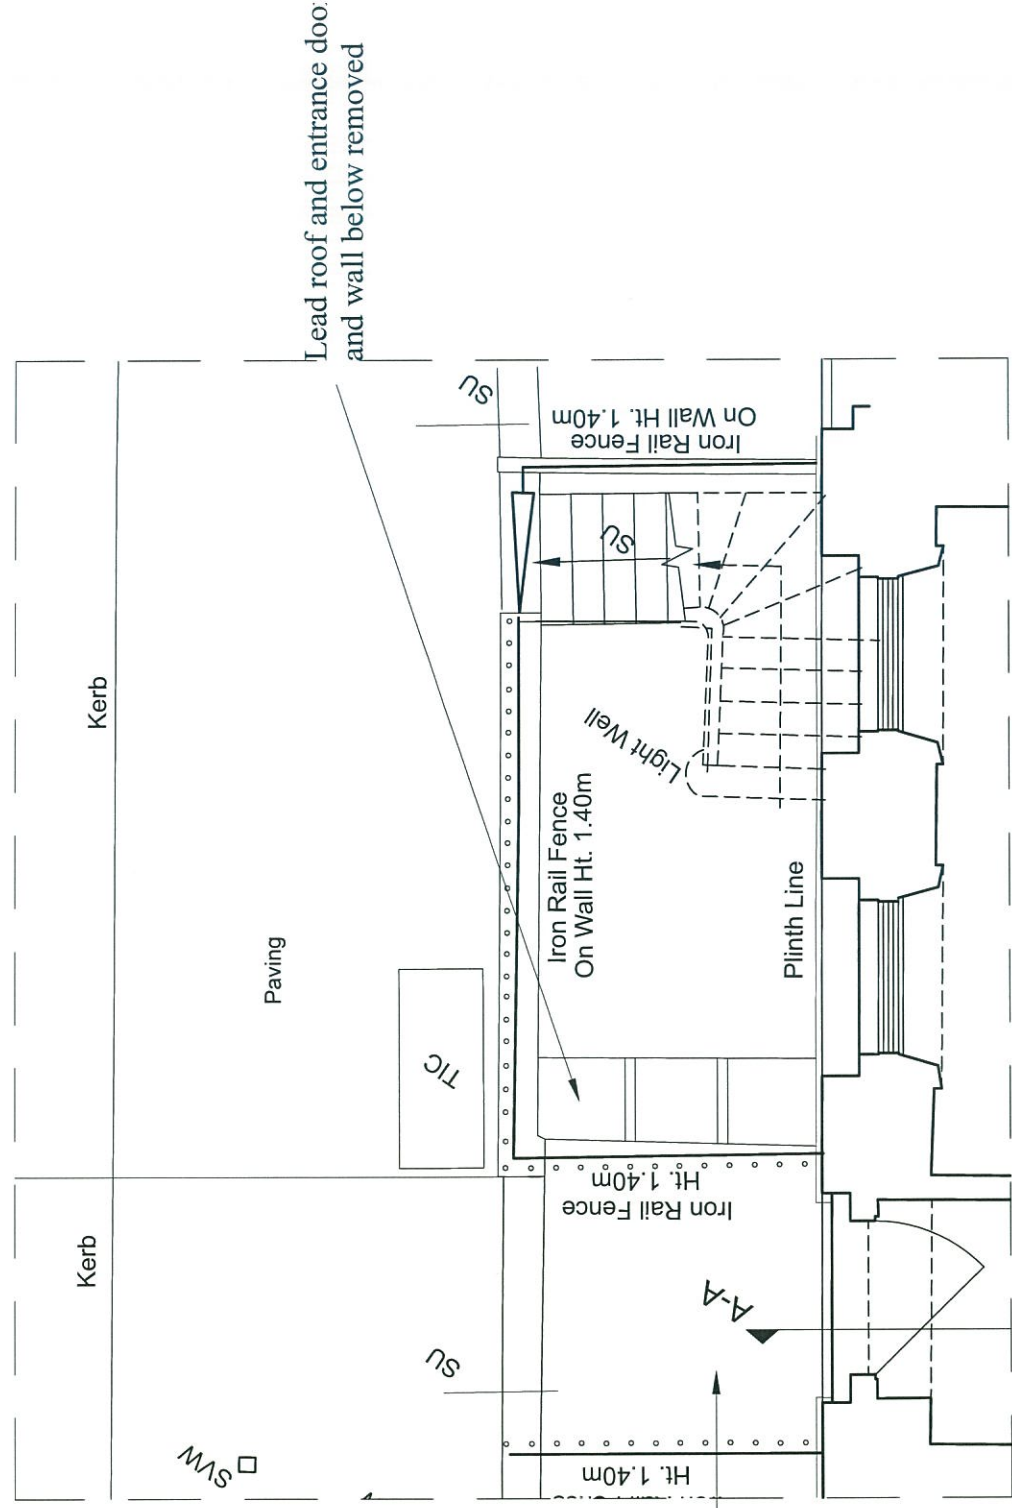 Lead roof and entrance door
and wall below removed
Kerb
Kerb
Paving
TIC
SU
Iron Rail Fence
On Wall Ht. 1.40m
SU
Light Well
Iron Rail Fence
On Wall Ht. 1.40m
Plinth Line
Iron Rail Fence
Ht. 1.40m
A-A
SU
SVW
Ht. 1.40m